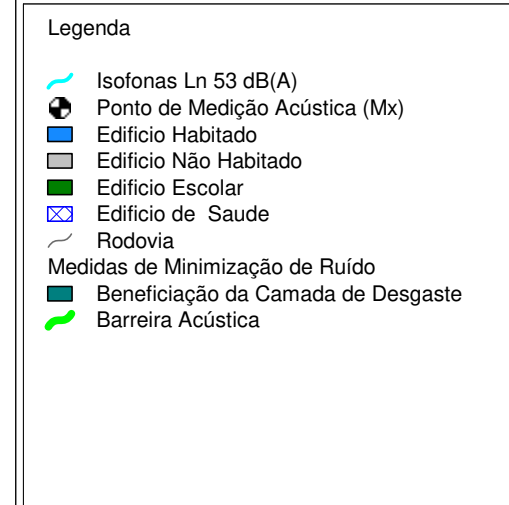 Legenda
Isofonas Ln 53 dB(A)
Ponto de Medição Acústica (Mx)
Edificio Habitado
Edificio Não Habitado
Edificio Escolar
Edificio de Saude
Rodovia
Medidas de Minimização de Ruído
Beneficiação da Camada de Desgaste
Barreira Acústica